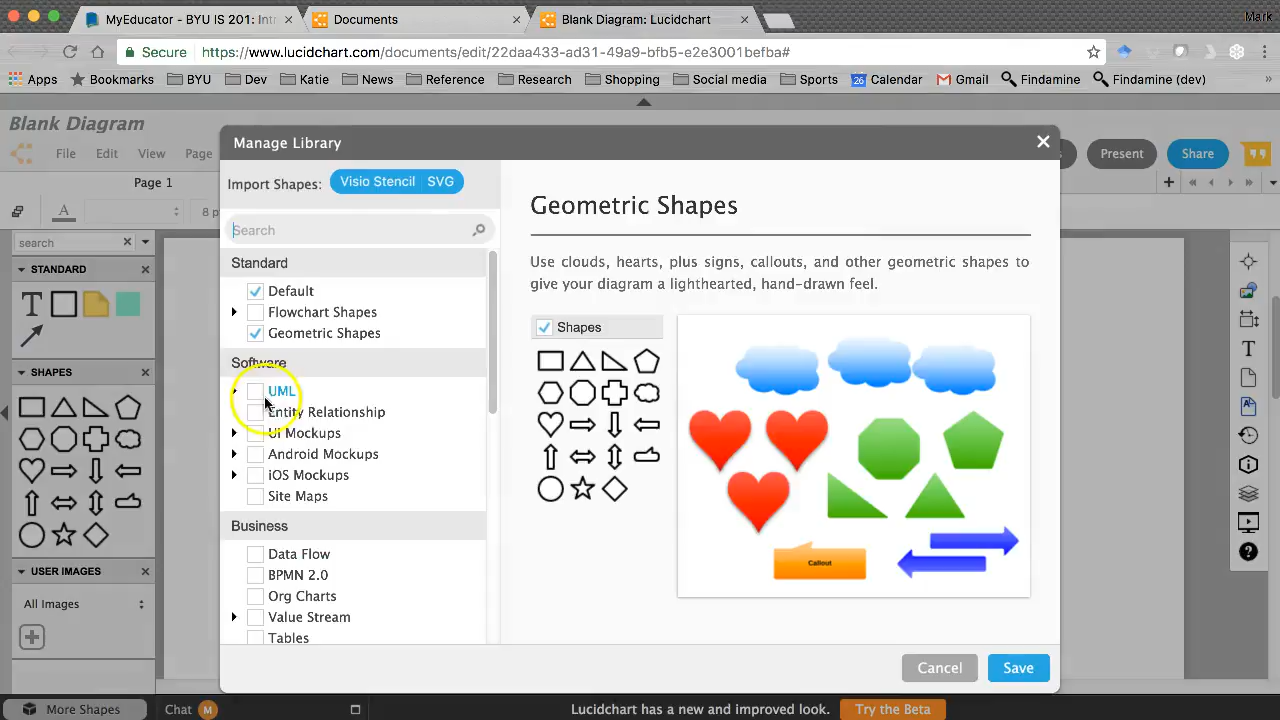 MyEducator - BYU IS 201: Intr
Documents
Blank Diagram: Lucidchart
Mark
Secure
https://www.lucidchart.com/documents/edit/22daa433-ad31-49a9-bfb5-e2e3001befba#
Apps
Bookmarks
BYU
Dev
Katie
News
Reference
Research
Shopping
Social media
Sports
26
Calendar
Gmail
Findamine
Findamine (dev)
»
Blank Diagram
File
Edit
View
Page
Present
Share
Page 1
8 p
search
STANDARD
T
SHAPES
USER IMAGES
All Images
Manage Library
Import Shapes:
Visio Stencil
SVG
Search
Standard
Default
Flowchart Shapes
Geometric Shapes
Software
UML
Entity Relationship
UI Mockups
Android Mockups
iOS Mockups
Site Maps
Business
Data Flow
BPMN 2.0
Org Charts
Value Stream
Tables
Geometric Shapes
Use clouds, hearts, plus signs, callouts, and other geometric shapes to
give your diagram a lighthearted, hand-drawn feel.
Shapes
Callout
Cancel
Save
More Shapes
Chat
M
Lucidchart has a new and improved look.
Try the Beta